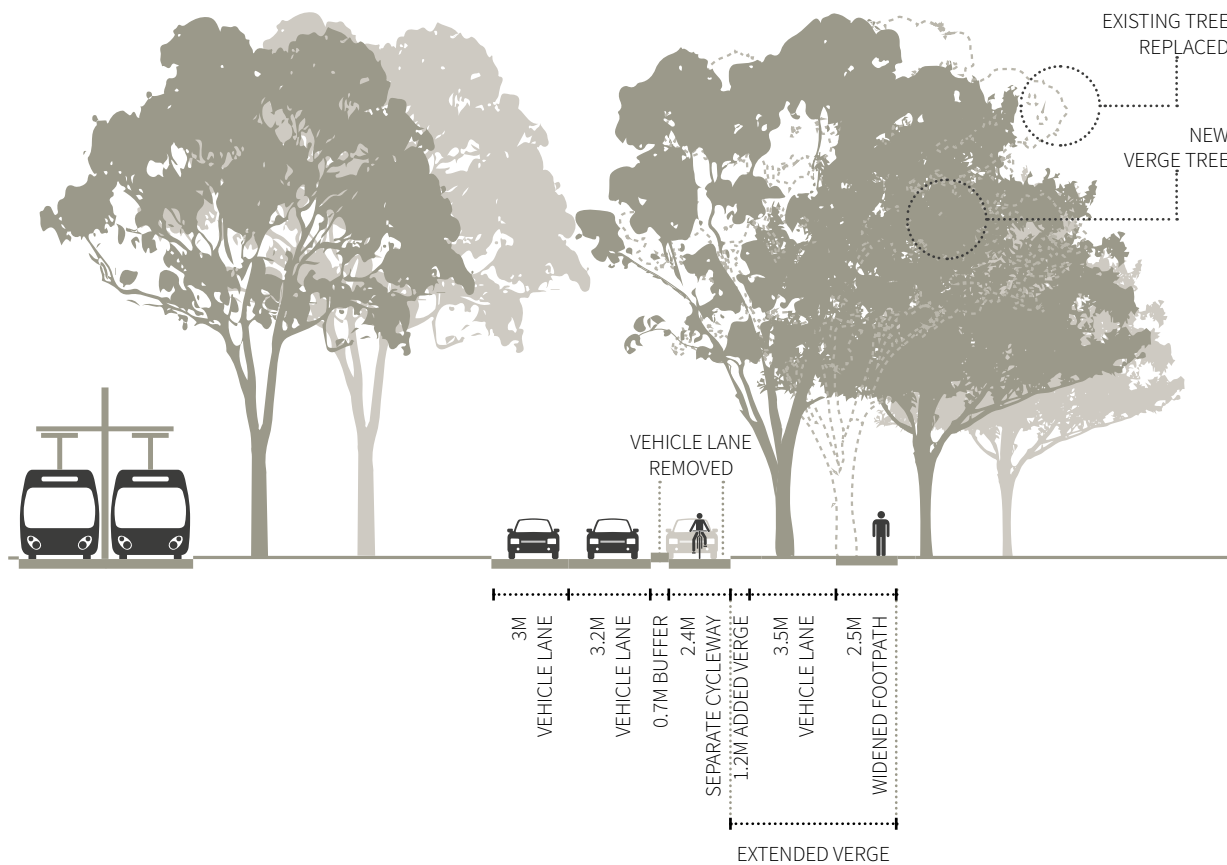 EXISTING TREE
REPLACED
NEW
VERGE TREE
VEHICLE LANE
REMOVED
3M
VEHICLE LANE
3.2M
VEHICLE LANE
0.7M BUFFER
2.4M
SEPARATE CYCLEWAY
1.2M ADDED VERGE
3.5M
VEHICLE LANE
2.5M
WIDENED FOOTPATH
EXTENDED VERGE